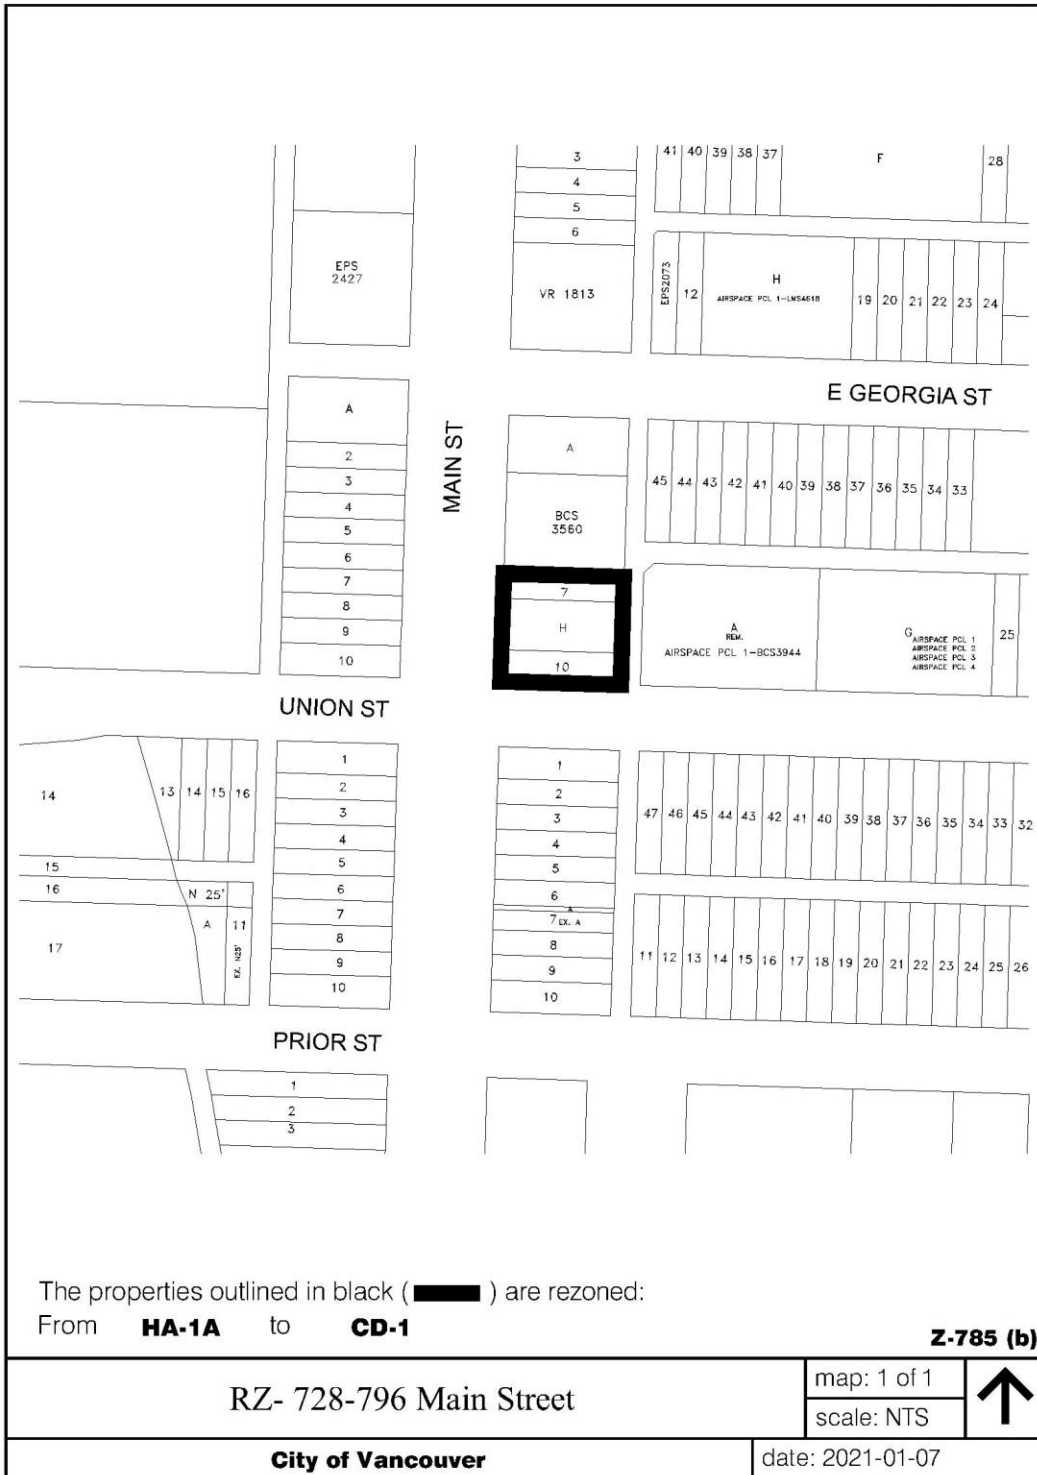 3
4
5
6
41 40 39 38 37
F
28
EPS
2427
VR 1813
EPS2073
12
H
AIRSPACE PCL 1-LMS4618
19 20 21 22 23 24
E GEORGIA ST
MAIN ST
A
2
3
4
5
6
7
8
9
10
A
BCS
3560
7
H
10
45 44 43 42 41 40 39 38 37 36 35 34 33
A
REM.
AIRSPACE PCL 1-BCS3944
G
AIRSPACE PCL 1
AIRSPACE PCL 2
AIRSPACE PCL 3
AIRSPACE PCL 4
25
UNION ST
14
13 14 15 16
15
16
17
N 25'
A
11
EX. N25'
1
2
3
4
5
6
7
8
9
10
1
2
3
4
5
6
A
7 EX. A
8
9
10
47 46 45 44 43 42 41 40 39 38 37 36 35 34 33 32
11 12 13 14 15 16 17 18 19 20 21 22 23 24 25 26
PRIOR ST
1
2
3
The properties outlined in black ( ) are rezoned:
From HA-1A to CD-1
Z-785 (b)
RZ- 728-796 Main Street
map: 1 of 1
scale: NTS
City of Vancouver
date: 2021-01-07